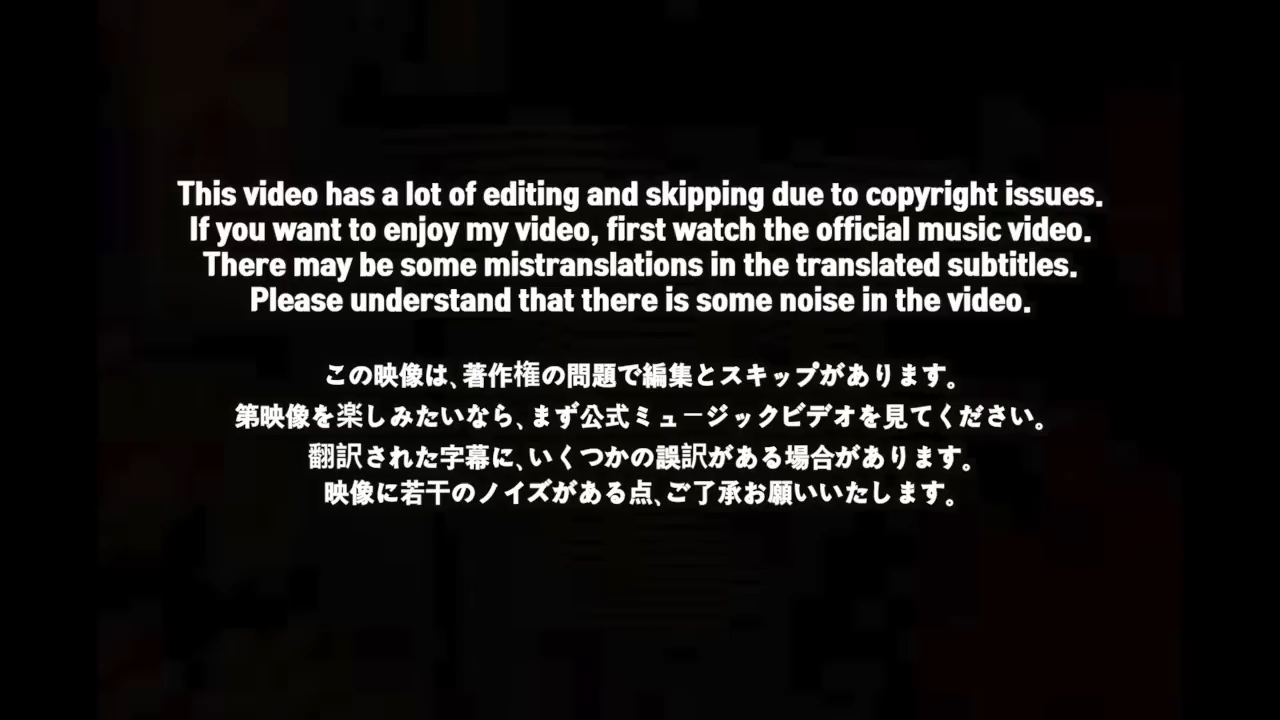 This video has a lot of editing and skipping due to copyright issues.
If you want to enjoy my video, first watch the official music video.
There may be some mistranslations in the translated subtitles.
Please understand that there is some noise in the video.
この映像は、著作権の問題で編集とスキップがあります。
第映像を楽しみたいなら、まず公式ミュージックビデオを見てください。
翻訳された字幕に、いくつかの誤訳がある場合があります。
映像に若干のノイズがある点、ご了承お願いいたします。